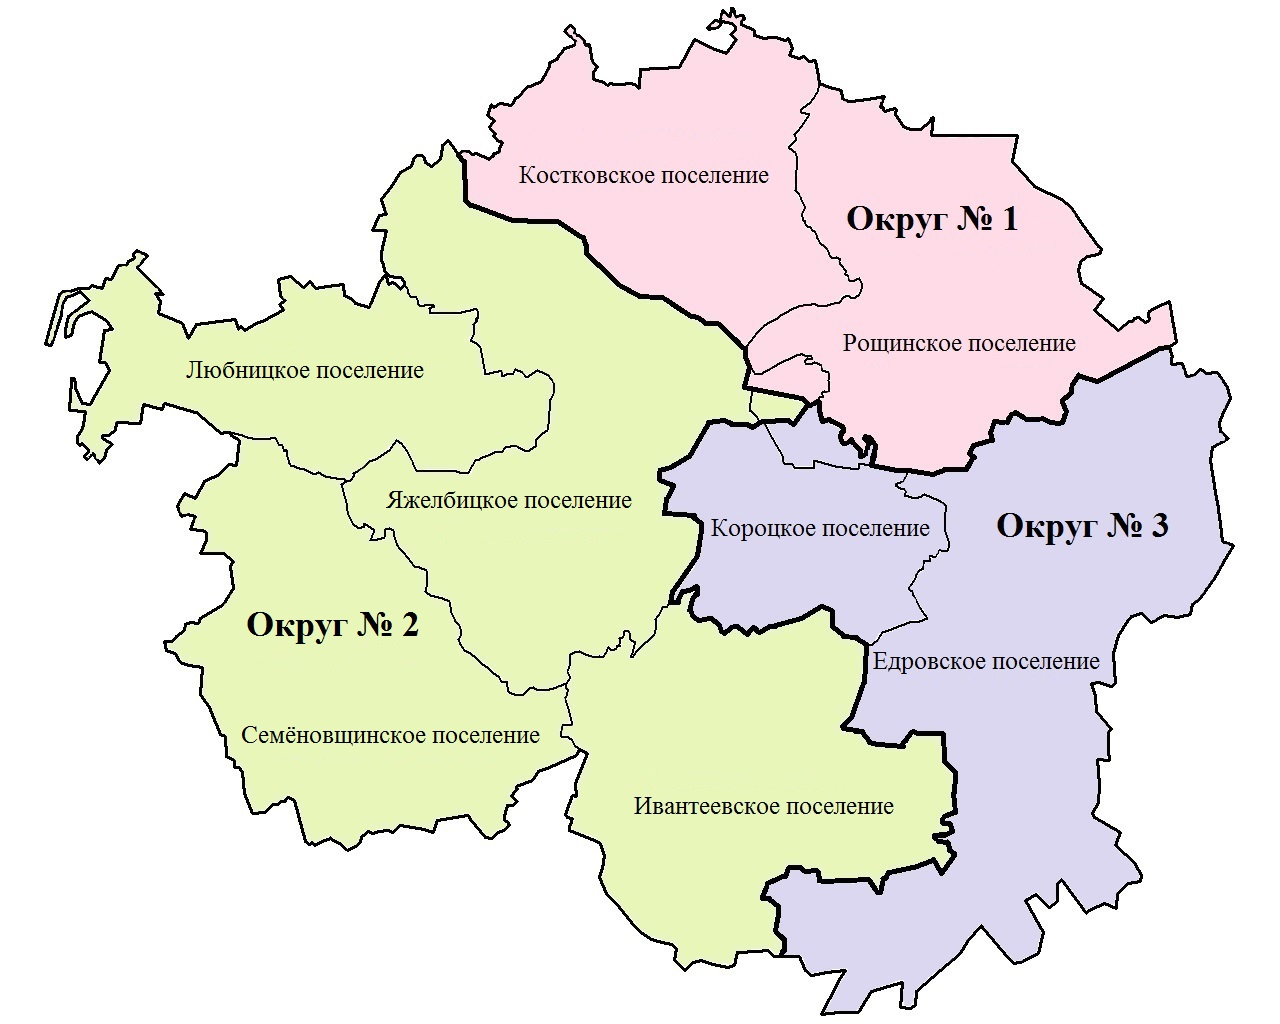 Костковское поселение
Округ № 1
Рощинское поселение
Любницкое поселение
Яжелбицкое поселение
Короцкое поселение
Округ № 3
Округ № 2
Едровское поселение
Семёновщинское поселение
Ивантеевское поселение